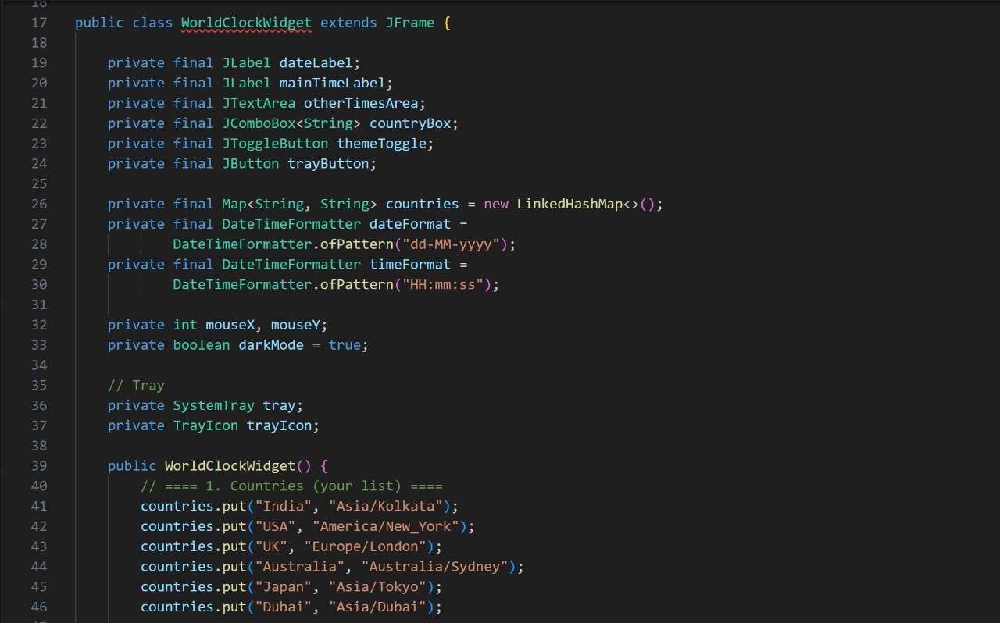 16
17 public class WorldClockWidget extends JFrame {
18
19     private final JLabel dateLabel;
20     private final JLabel mainTimeLabel;
21     private final JTextArea otherTimesArea;
22     private final JComboBox<String> countryBox;
23     private final JToggleButton themeToggle;
24     private final JButton trayButton;
25
26     private final Map<String, String> countries = new LinkedHashMap<>();
27     private final DateTimeFormatter dateFormat =
28             DateTimeFormatter.ofPattern("dd-MM-yyyy");
29     private final DateTimeFormatter timeFormat =
30             DateTimeFormatter.ofPattern("HH:mm:ss");
31
32     private int mouseX, mouseY;
33     private boolean darkMode = true;
34
35     // Tray
36     private SystemTray tray;
37     private TrayIcon trayIcon;
38
39     public WorldClockWidget() {
40         // ==== 1. Countries (your list) ====
41         countries.put("India", "Asia/Kolkata");
42         countries.put("USA", "America/New_York");
43         countries.put("UK", "Europe/London");
44         countries.put("Australia", "Australia/Sydney");
45         countries.put("Japan", "Asia/Tokyo");
46         countries.put("Dubai", "Asia/Dubai");